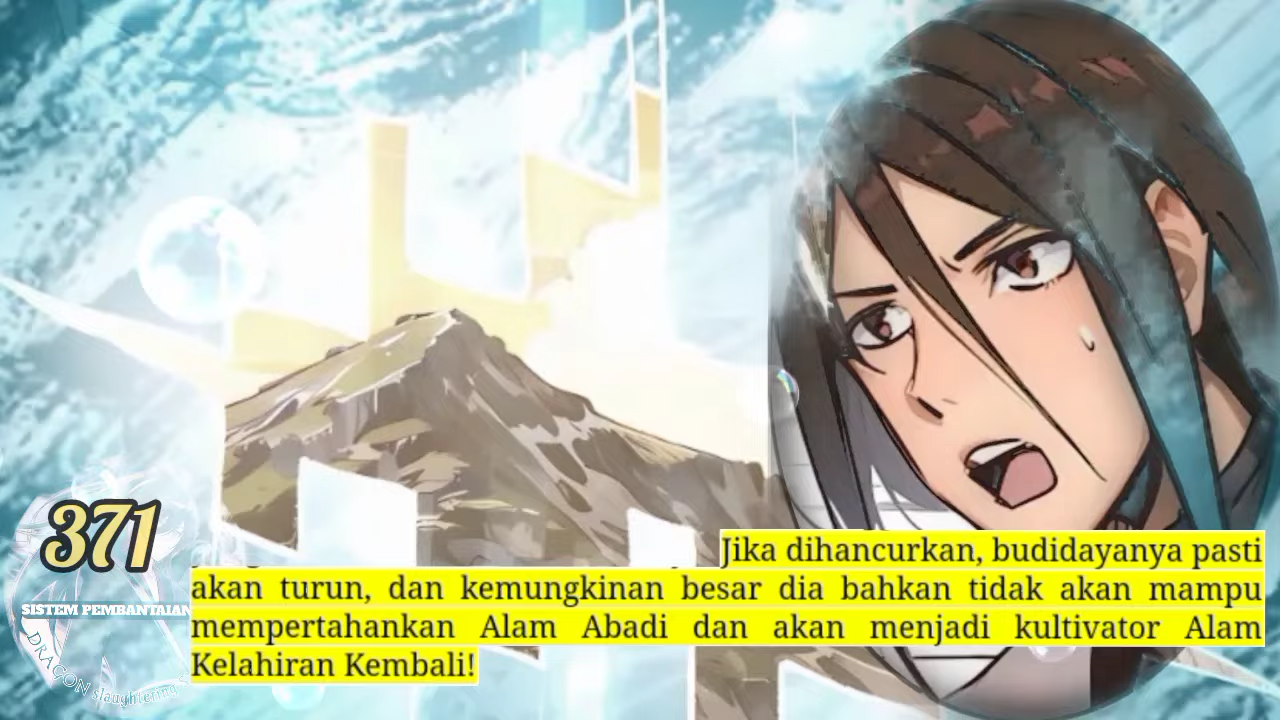 371
SISTEM PEMBANTAIAN
DRAGON slaughtering
Jika dihancurkan, budidayanya pasti
akan turun, dan kemungkinan besar dia bahkan tidak akan mampu
mempertahankan Alam Abadi dan akan menjadi kultivator Alam
Kelahiran Kembali!